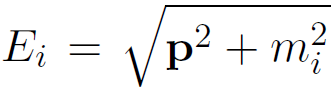 $E_i = \sqrt{\mathbf{p}^2 + m_i^2}$